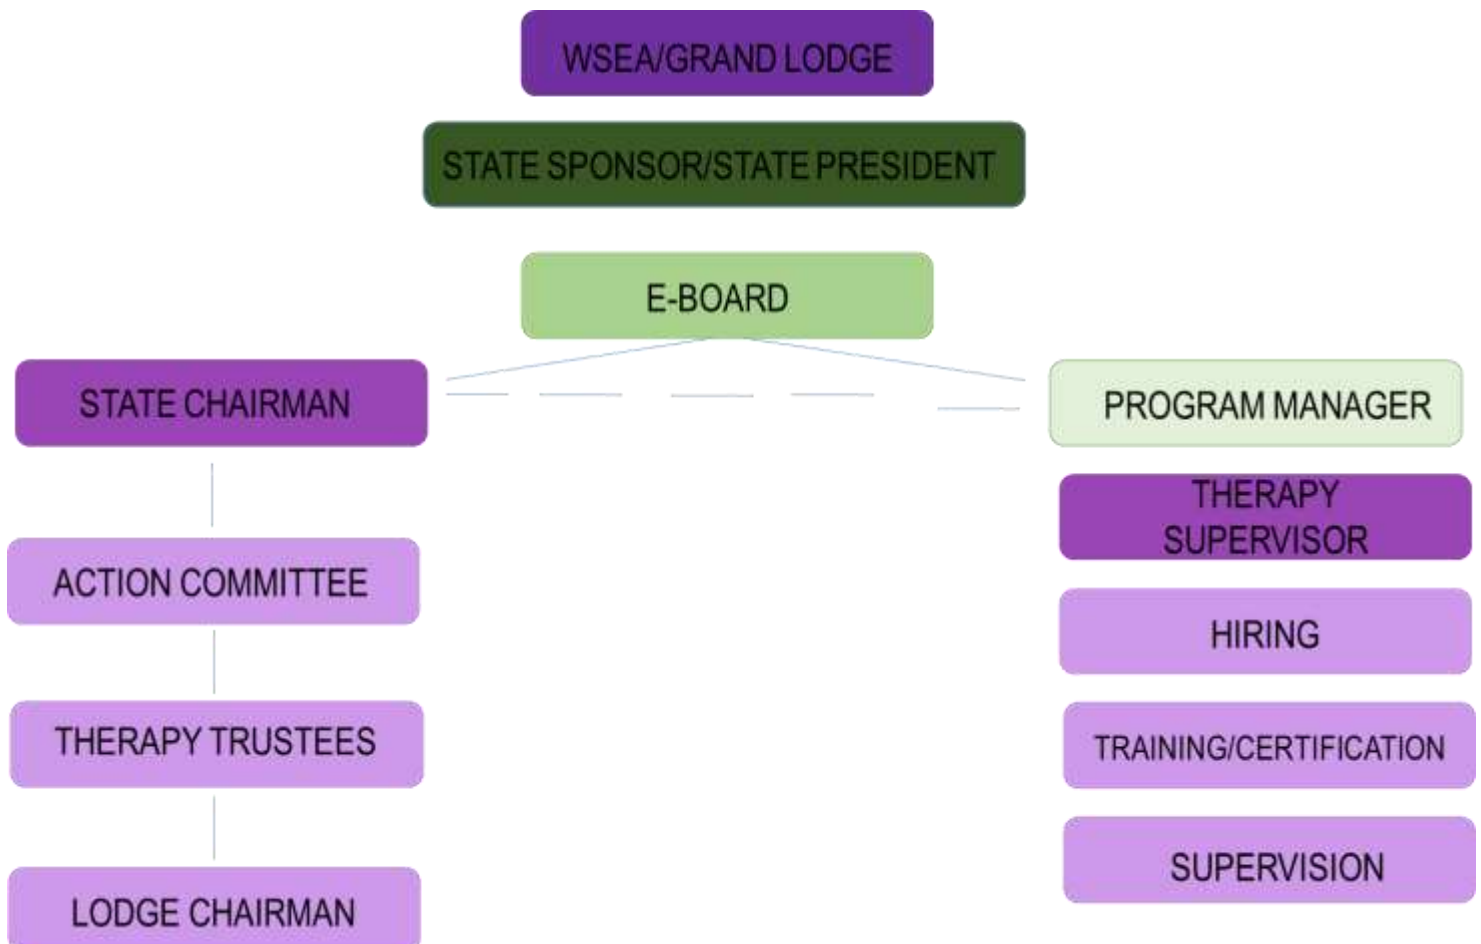 WSEA/GRAND LODGE
STATE SPONSOR/STATE PRESIDENT
E-BOARD
STATE CHAIRMAN
PROGRAM MANAGER
THERAPY
SUPERVISOR
ACTION COMMITTEE
HIRING
THERAPY TRUSTEES
TRAINING/CERTIFICATION
SUPERVISION
LODGE CHAIRMAN